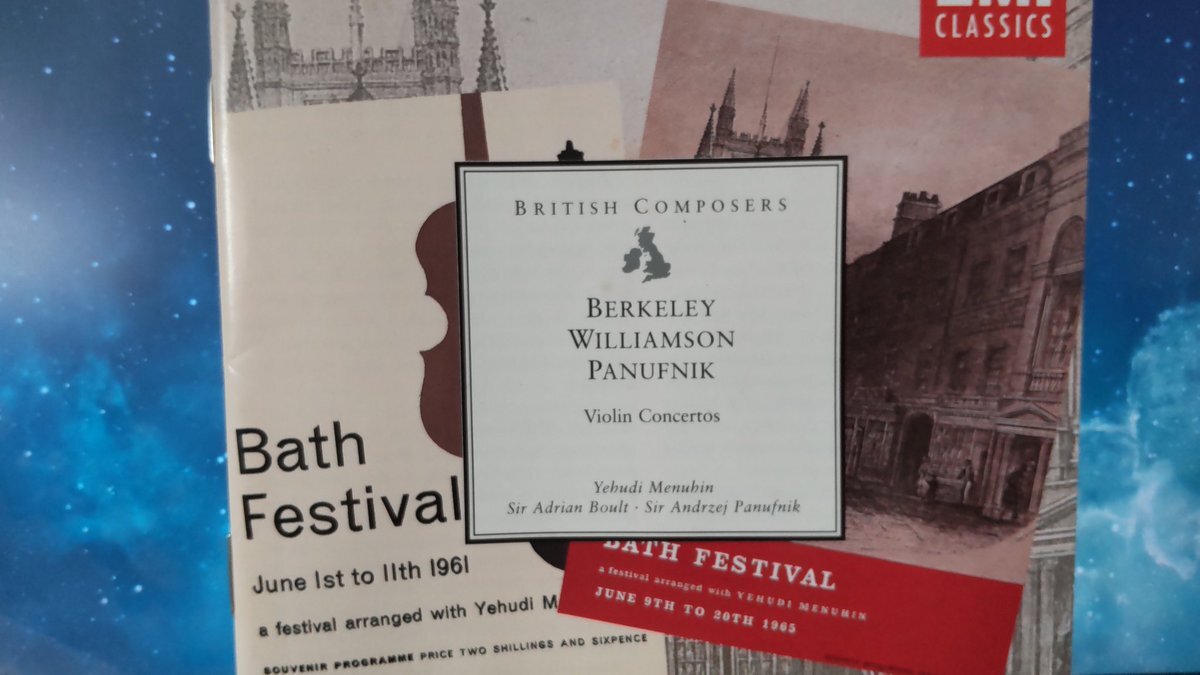 CLASSICS
BRITISH COMPOSERS
BERKELEY
WILLIAMSON
PANUFNIK
Violin Concertos
Yehudi Menuhin
Sir Adrian Boult · Sir Andrzej Panufnik
Bath
Festival
June 1st to 11th 1961
a festival arranged with Yehudi M
SOUVENIR PROGRAMME PRICE TWO SHILLINGS AND SIXPENCE
BATH FESTIVAL
a festival arranged with YEHUDI MENUHIN
JUNE 9TH TO 20TH 1965